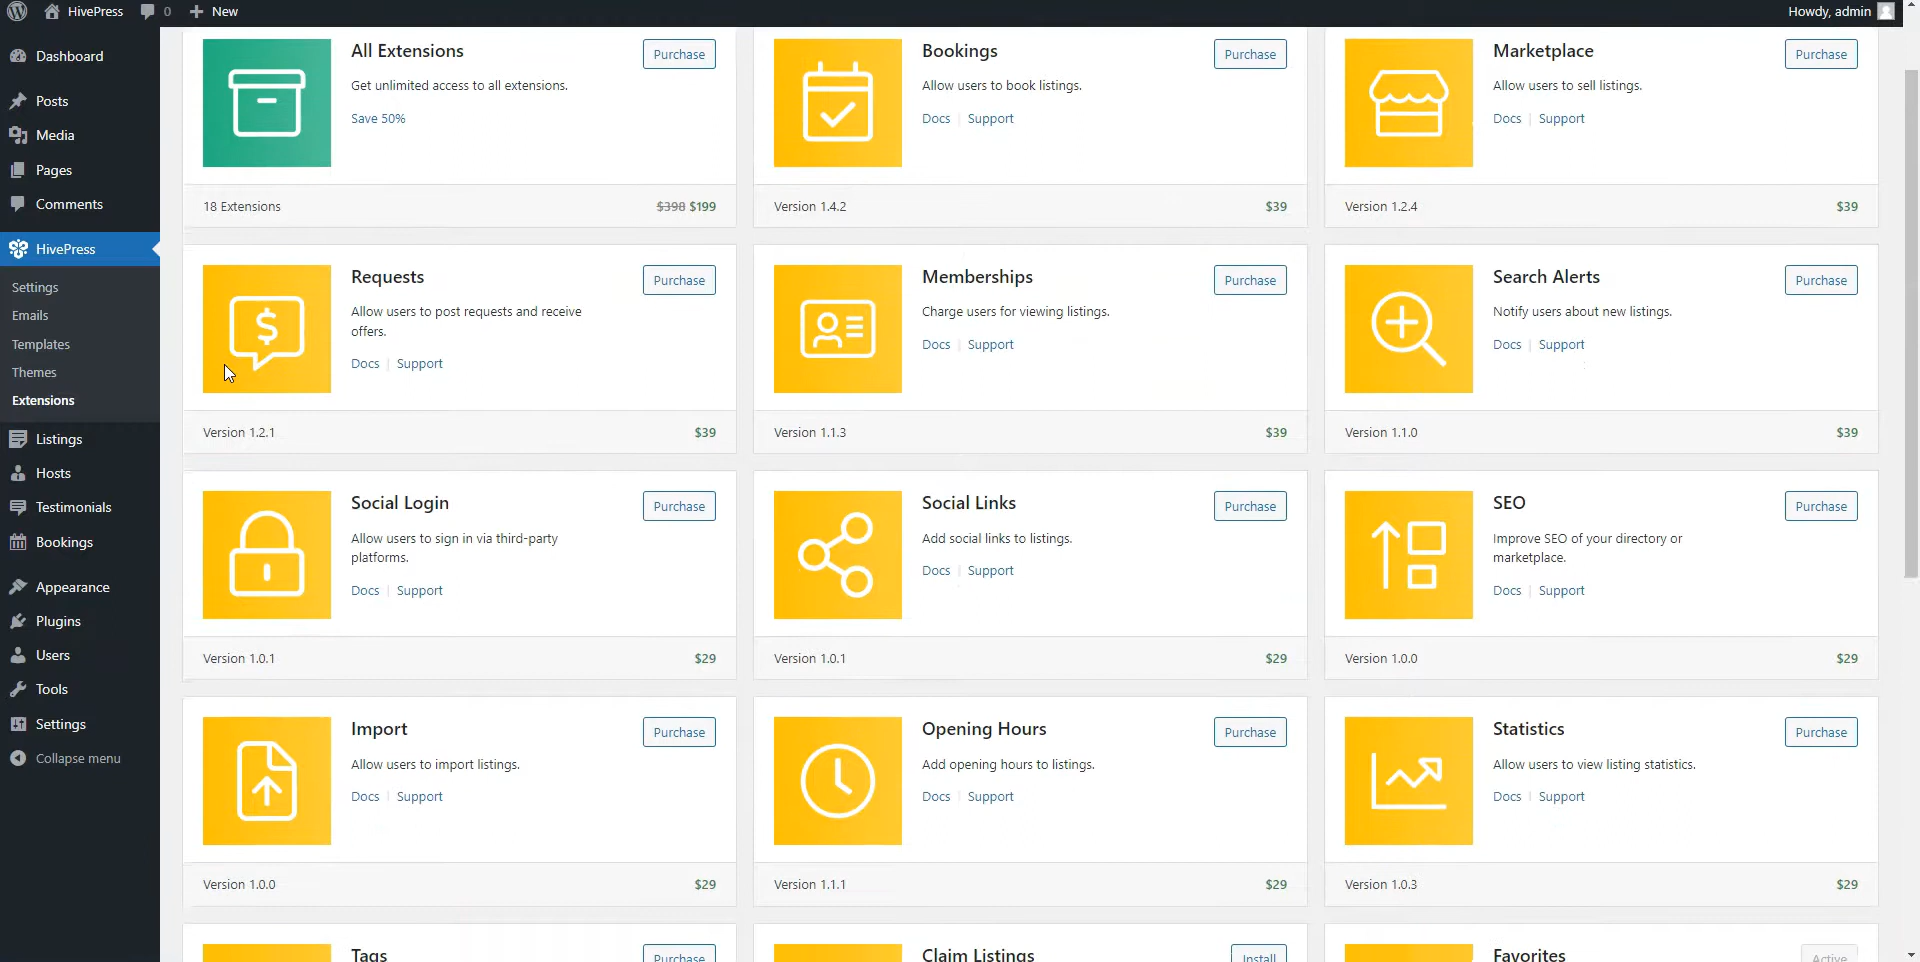 HivePress
0
New
Howdy, admin
Dashboard
Posts
Media
Pages
Comments
HivePress
Settings
Emails
Templates
Themes
Extensions
Listings
Hosts
Testimonials
Bookings
Appearance
Plugins
Users
Tools
Settings
Collapse menu
All Extensions
Purchase
Get unlimited access to all extensions.
Save 50%
18 Extensions
$398 $199
Bookings
Purchase
Allow users to book listings.
Docs | Support
Version 1.4.2
$39
Marketplace
Purchase
Allow users to sell listings.
Docs | Support
Version 1.2.4
$39
Requests
Purchase
Allow users to post requests and receive
offers.
Docs | Support
Version 1.2.1
$39
Memberships
Purchase
Charge users for viewing listings.
Docs | Support
Version 1.1.3
$39
Search Alerts
Purchase
Notify users about new listings.
Docs | Support
Version 1.1.0
$39
Social Login
Purchase
Allow users to sign in via third-party
platforms.
Docs | Support
Version 1.0.1
$29
Social Links
Purchase
Add social links to listings.
Docs | Support
Version 1.0.1
$29
SEO
Purchase
Improve SEO of your directory or
marketplace.
Docs | Support
Version 1.0.0
$29
Import
Purchase
Allow users to import listings.
Docs | Support
Version 1.0.0
$29
Opening Hours
Purchase
Add opening hours to listings.
Docs | Support
Version 1.1.1
$29
Statistics
Purchase
Allow users to view listing statistics.
Docs | Support
Version 1.0.3
$29
Tags
Purchase
Claim Listings
Install
Favorites
Active